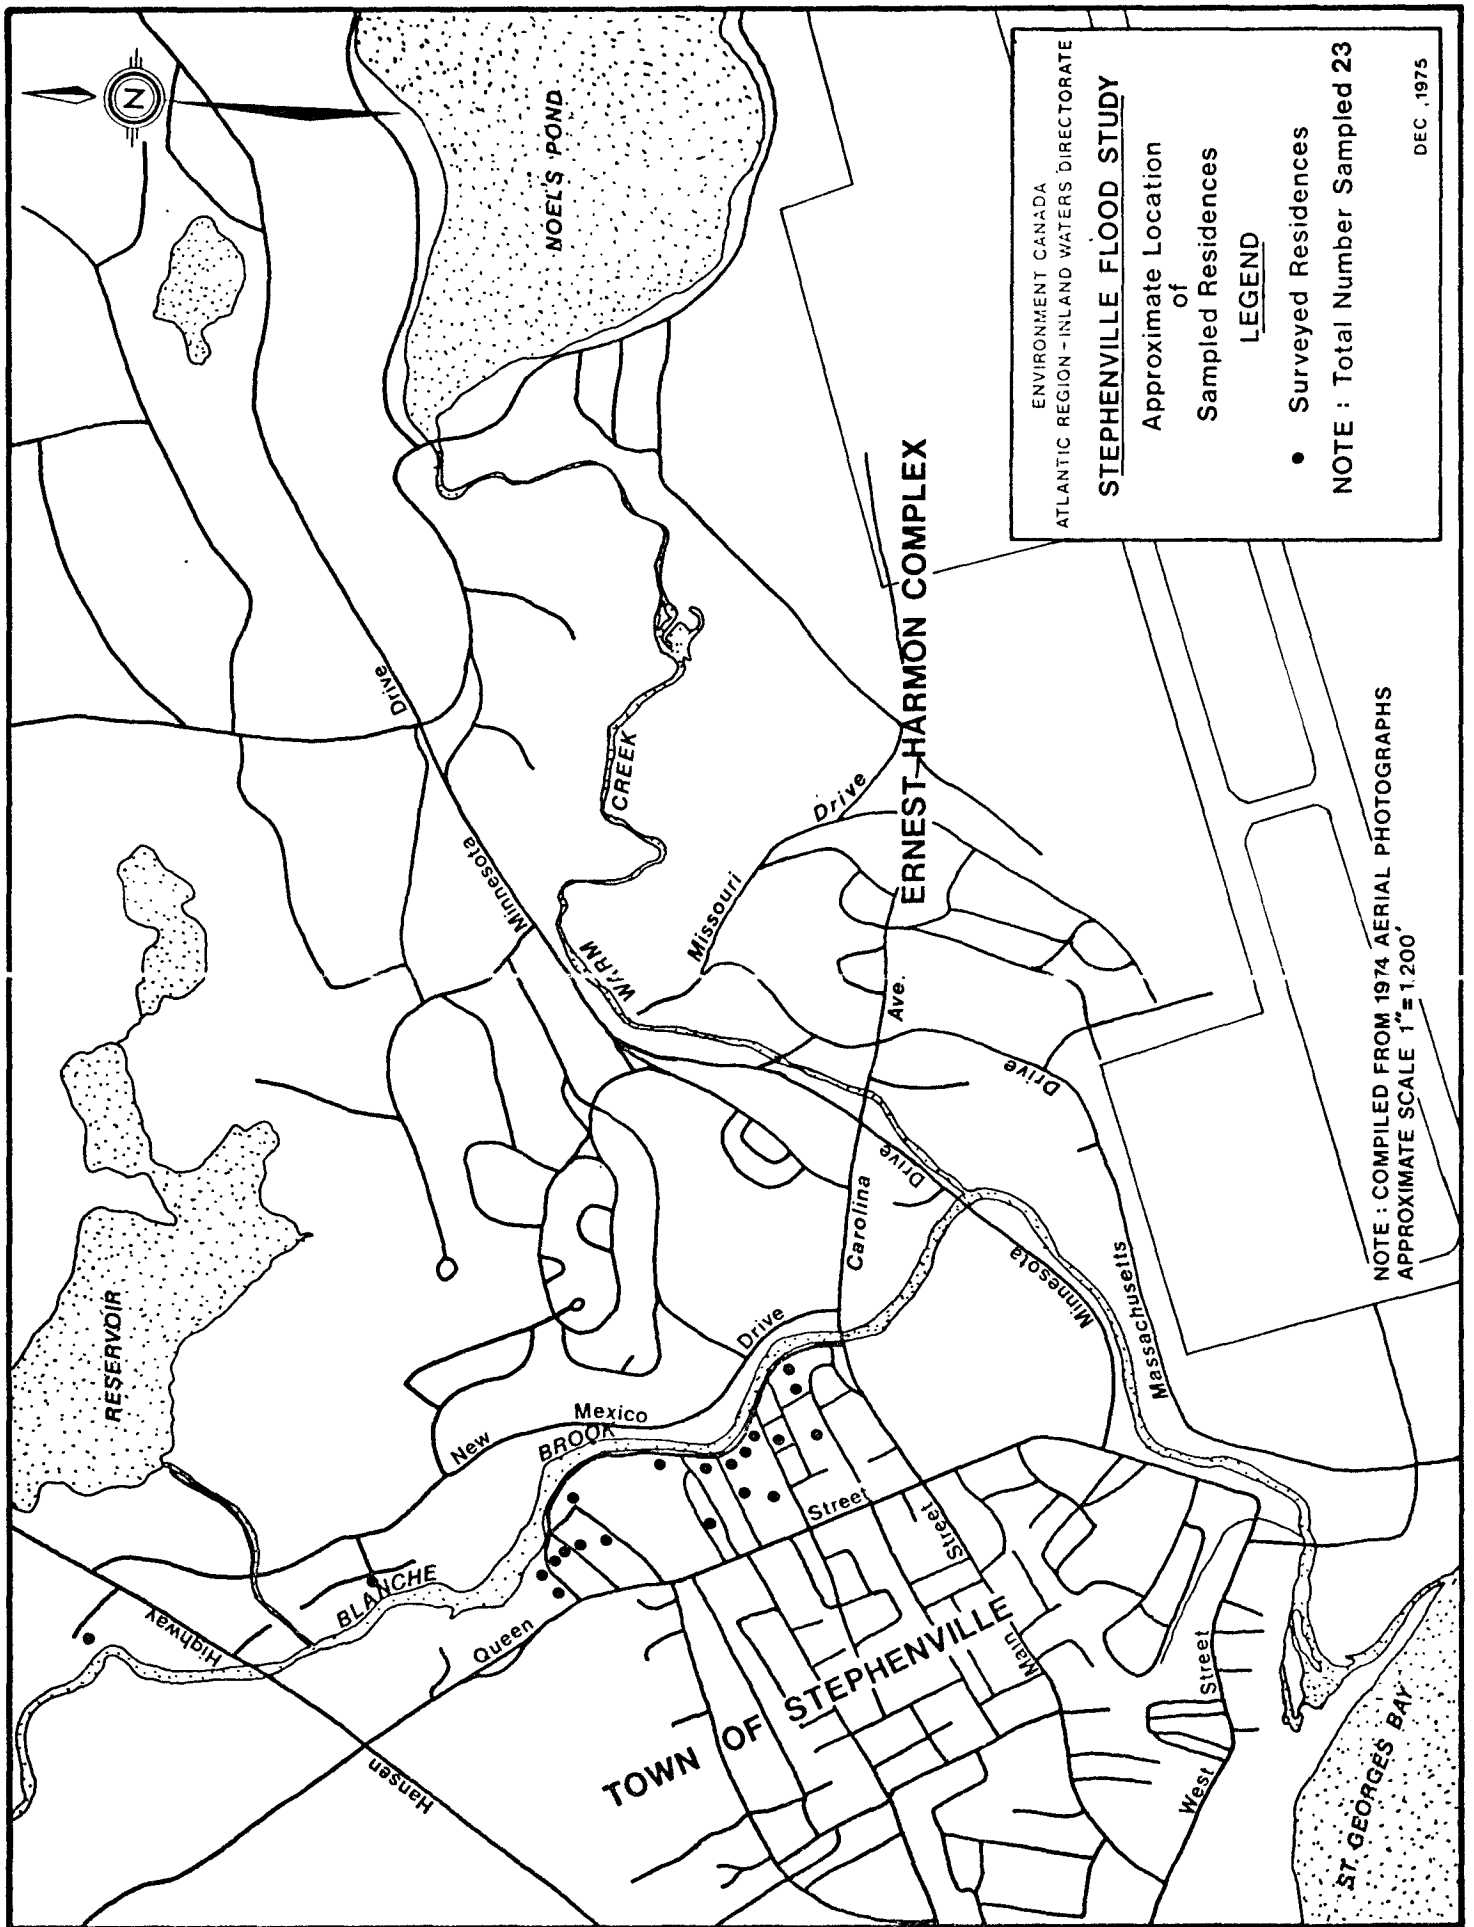 ENVIRONMENT CANADA
ATLANTIC REGION - INLAND WATERS DIRECTORATE
STEPHENVILLE FLOOD STUDY
Approximate Location
of
Sampled Residences
LEGEND
● Surveyed Residences
NOTE : Total Number Sampled 23
DEC ,1975
N
NOEL'S POND
RESERVOIR
Hansen
Highway
BLANCHE
BROOK
Queen
Street
New
Mexico
Drive
Minnesota
Drive
WARM
CREEK
Missouri
Drive
ERNEST HARMON COMPLEX
Carolina
Ave.
Minnesota
Drive
Massachusetts
Drive
TOWN OF STEPHENVILLE
Main
Street
West
Street
ST. GEORGES BAY
NOTE : COMPILED FROM 1974 AERIAL PHOTOGRAPHS
APPROXIMATE SCALE 1" = 1,200'